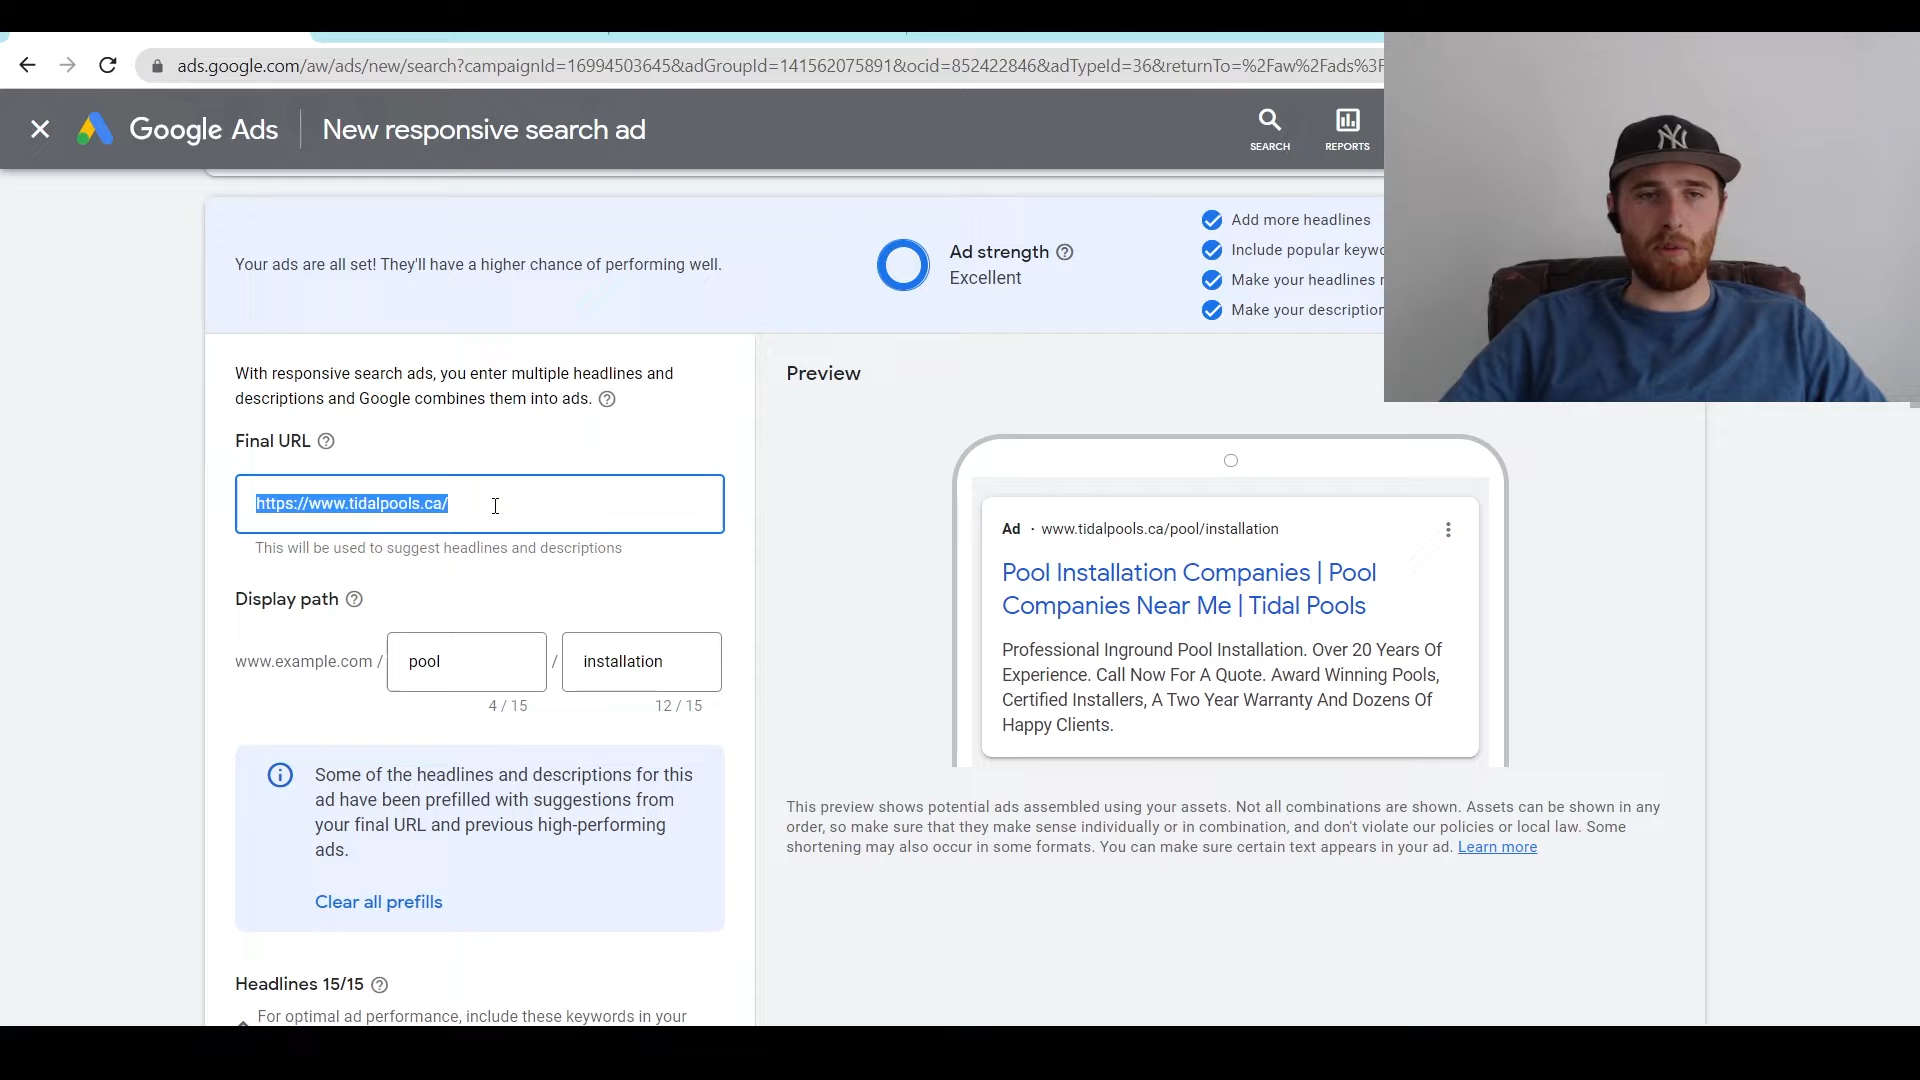 ads.google.com/aw/ads/new/search?campaignId=16994503645&adGroupId=141562075891&ocid=852422846&adTypeId=36&returnTo=%2Faw%2Fads%3F
Google Ads
New responsive search ad
SEARCH
REPORTS
Your ads are all set! They'll have a higher chance of performing well.
Ad strength
Excellent
Add more headlines
Include popular keywo
Make your headlines
Make your description
With responsive search ads, you enter multiple headlines and
descriptions and Google combines them into ads.
Final URL
https://www.tidalpools.ca/
This will be used to suggest headlines and descriptions
Display path
www.example.com / pool / installation
4 / 15
12 / 15
Some of the headlines and descriptions for this
ad have been prefilled with suggestions from
your final URL and previous high-performing
ads.
Clear all prefills
Headlines 15/15
For optimal ad performance, include these keywords in your
Preview
Ad · www.tidalpools.ca/pool/installation
Pool Installation Companies | Pool
Companies Near Me | Tidal Pools
Professional Inground Pool Installation. Over 20 Years Of
Experience. Call Now For A Quote. Award Winning Pools,
Certified Installers, A Two Year Warranty And Dozens Of
Happy Clients.
This preview shows potential ads assembled using your assets. Not all combinations are shown. Assets can be shown in any
order, so make sure that they make sense individually or in combination, and don't violate our policies or local law. Some
shortening may also occur in some formats. You can make sure certain text appears in your ad. Learn more
NY